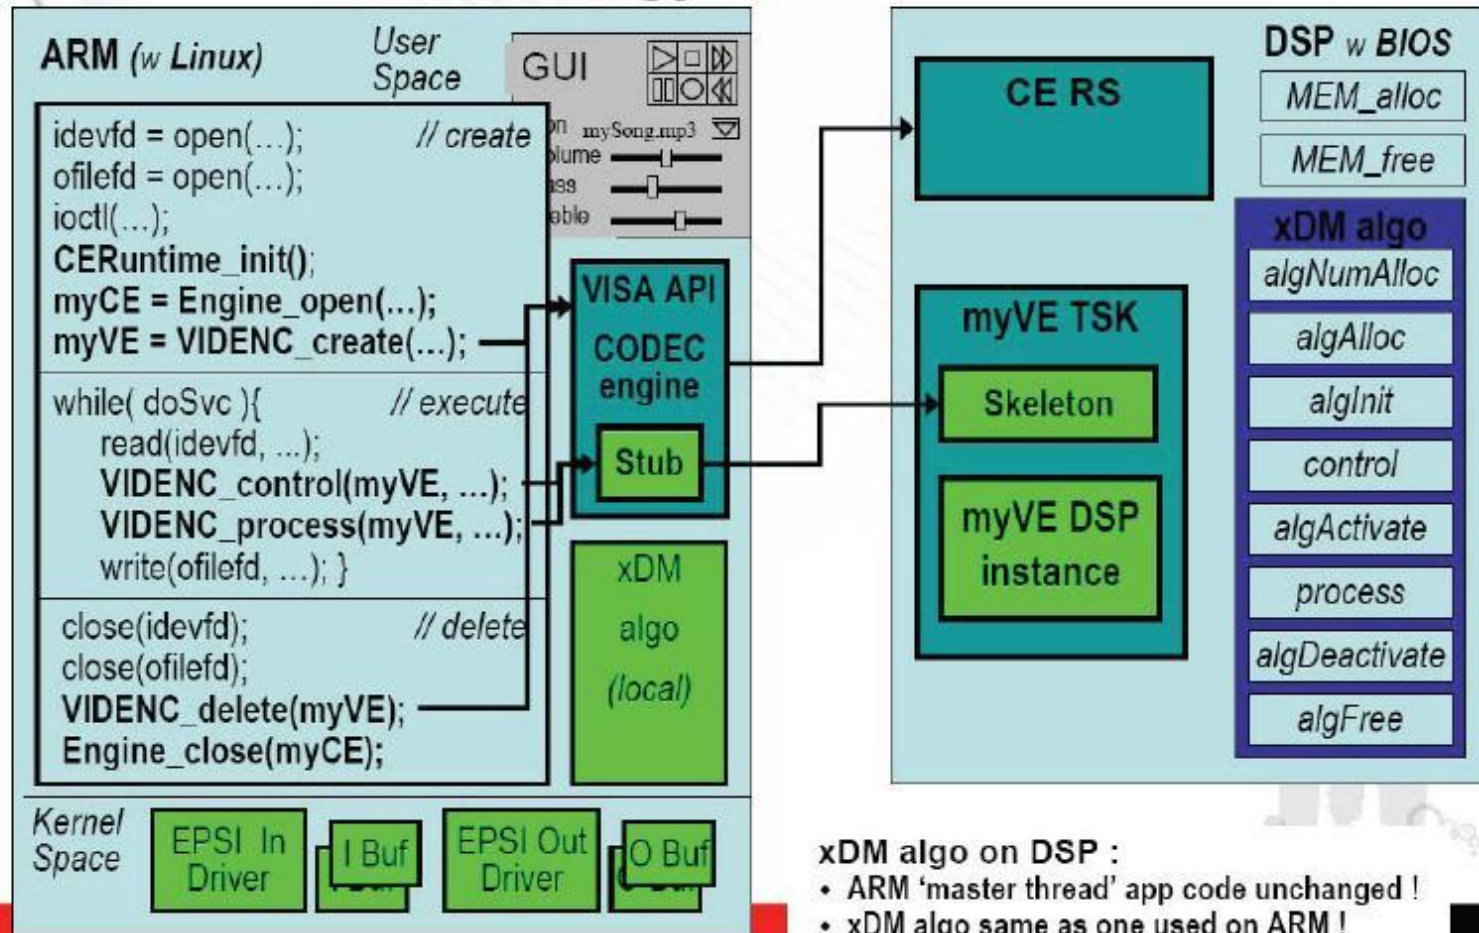 ARM (w Linux)
User
Space
idevfd = open(...); // create
ofilefd = open(...);
ioctl(...);
CERuntime_init();
myCE = Engine_open(...);
myVE = VIDENC_create(...);
while( doSvc ){ // execute
read(idevfd, ...);
VIDENC_control(myVE, ...);
VIDENC_process(myVE, ...);
write(ofilefd, ...); }
close(idevfd); // delete
close(ofilefd);
VIDENC_delete(myVE);
Engine_close(myCE);
GUI
mySong.mp3
VISA API
CODEC
engine
Stub
xDM
algo
(local)
Kernel
Space
EPSI In
Driver
I Buf
EPSI Out
Driver
O Buf
CE RS
myVE TSK
Skeleton
myVE DSP
instance
DSP w BIOS
MEM_alloc
MEM_free
xDM algo
algNumAlloc
algAlloc
algInit
control
algActivate
process
algDeactivate
algFree
xDM algo on DSP :
• ARM ‘master thread’ app code unchanged !
• xDM algo same as one used on ARM !